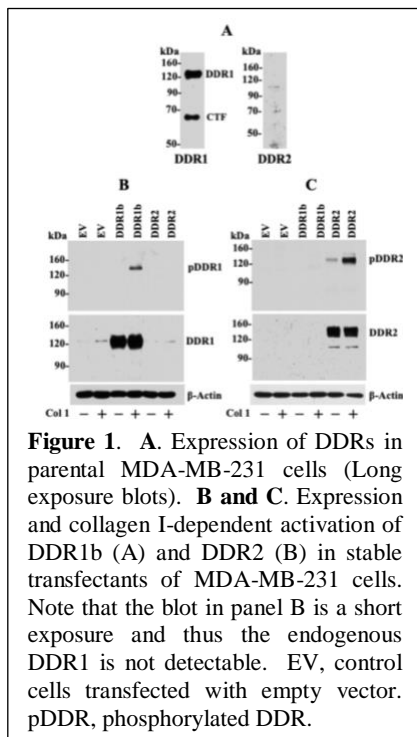 A
kDa
160-
120-
90-
70-
50-
DDR1
CTF
DDR1
kDa
160-
120-
90-
70-
50-
DDR2
B
EV
EV
DDR1b
DDR1b
DDR2
DDR2
kDa
160-
120-
90-
pDDR1
160-
120-
90-
DDR1
β-Actin
Col 1 − + − + − +
C
EV
EV
DDR1b
DDR1b
DDR2
DDR2
kDa
160-
120-
90-
pDDR2
160-
120-
90-
DDR2
β-Actin
Col 1 − + − + − +
Figure 1. A. Expression of DDRs in
parental MDA-MB-231 cells (Long
exposure blots). B and C. Expression
and collagen I-dependent activation of
DDR1b (A) and DDR2 (B) in stable
transfectants of MDA-MB-231 cells.
Note that the blot in panel B is a short
exposure and thus the endogenous
DDR1 is not detectable. EV, control
cells transfected with empty vector.
pDDR, phosphorylated DDR.